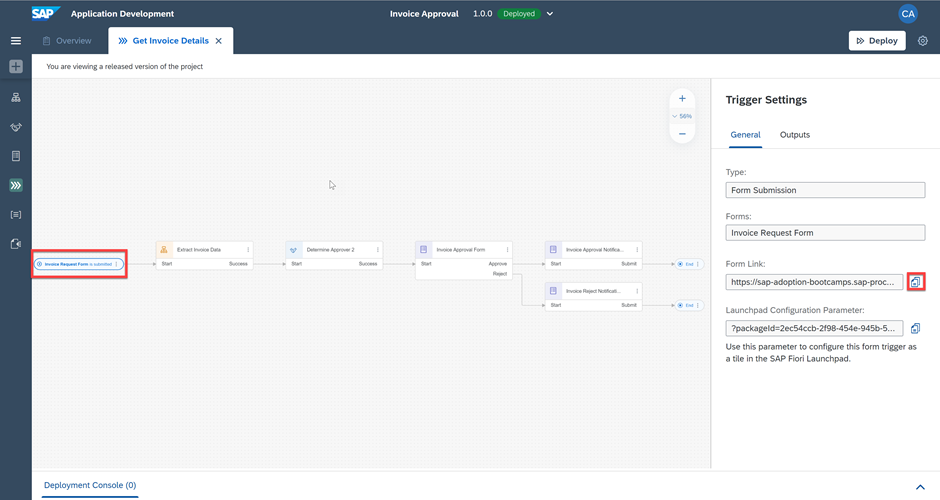 SAP Application Development Invoice Approval 1.0.0 Deployed CA
Overview Get Invoice Details Deploy
You are viewing a released version of the project
56%
Trigger Settings
General Outputs
Type:
Form Submission
Forms:
Invoice Request Form
Form Link:
https://sap-adoption-bootcamps.sap-proc...
Launchpad Configuration Parameter:
?packageId=2ec54ccb-2f98-454e-945b-5...
Use this parameter to configure this form trigger as
a tile in the SAP Fiori Launchpad.
Invoice Request Form is submitted
Extract Invoice Data
Start Success
Determine Approver 2
Start Success
Invoice Approval Form
Start Approve
Reject
Invoice Approval Notifica...
Start Submit
End
Invoice Reject Notificati...
Start Submit
End
Deployment Console (0)